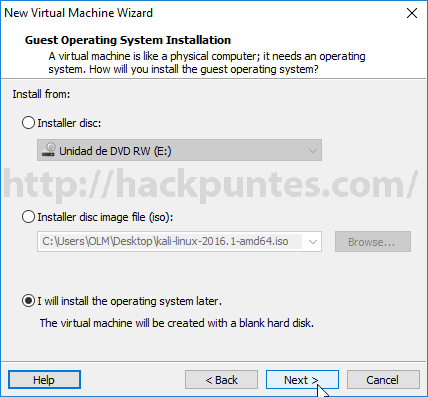 New Virtual Machine Wizard
Guest Operating System Installation
A virtual machine is like a physical computer; it needs an operating
system. How will you install the guest operating system?
Install from:
Installer disc:
Unidad de DVD RW (E:)
http://hackpuntes.com/
Installer disc image file (iso):
C:\Users\OLM\Desktop\kali-linux-2016.1-amd64.iso
Browse...
I will install the operating system later.
The virtual machine will be created with a blank hard disk.
Help
< Back
Next >
Cancel